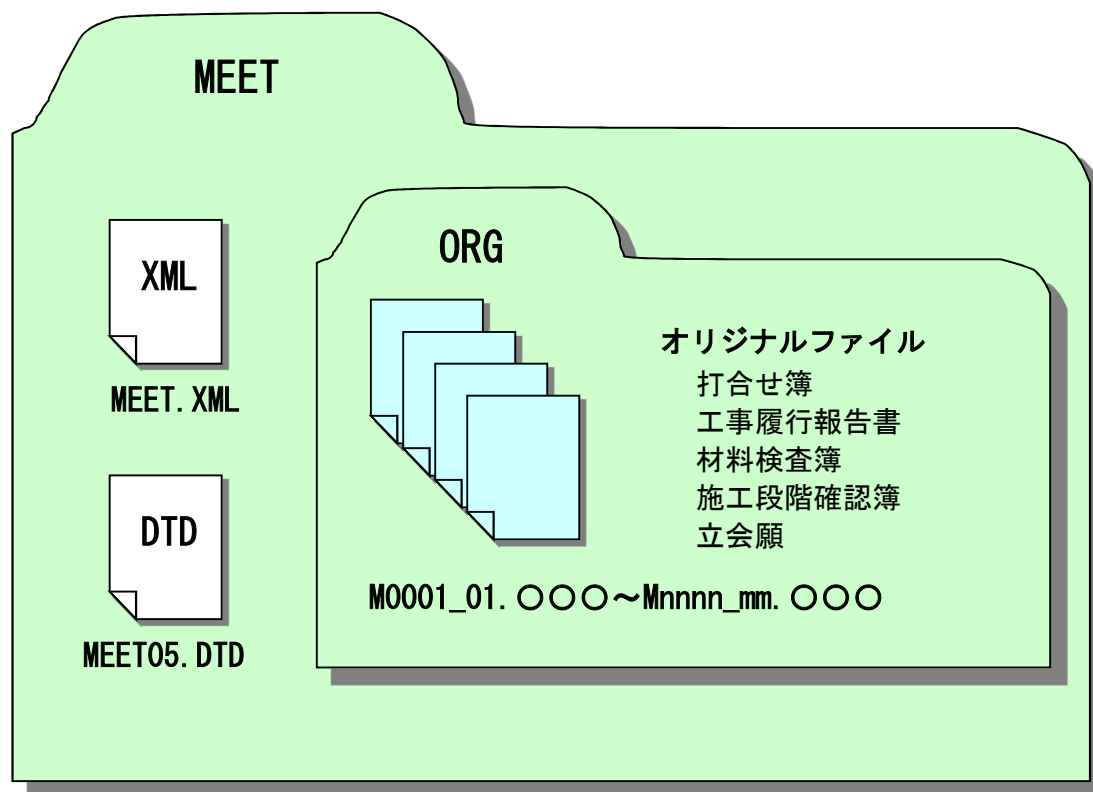 MEET
XML
MEET.XML
DTD
MEET05.DTD
ORG
オリジナルファイル
打合せ簿
工事履行報告書
材料検査簿
施工段階確認簿
立会願
M0001_01.○○○～Mnnnn_mm.○○○